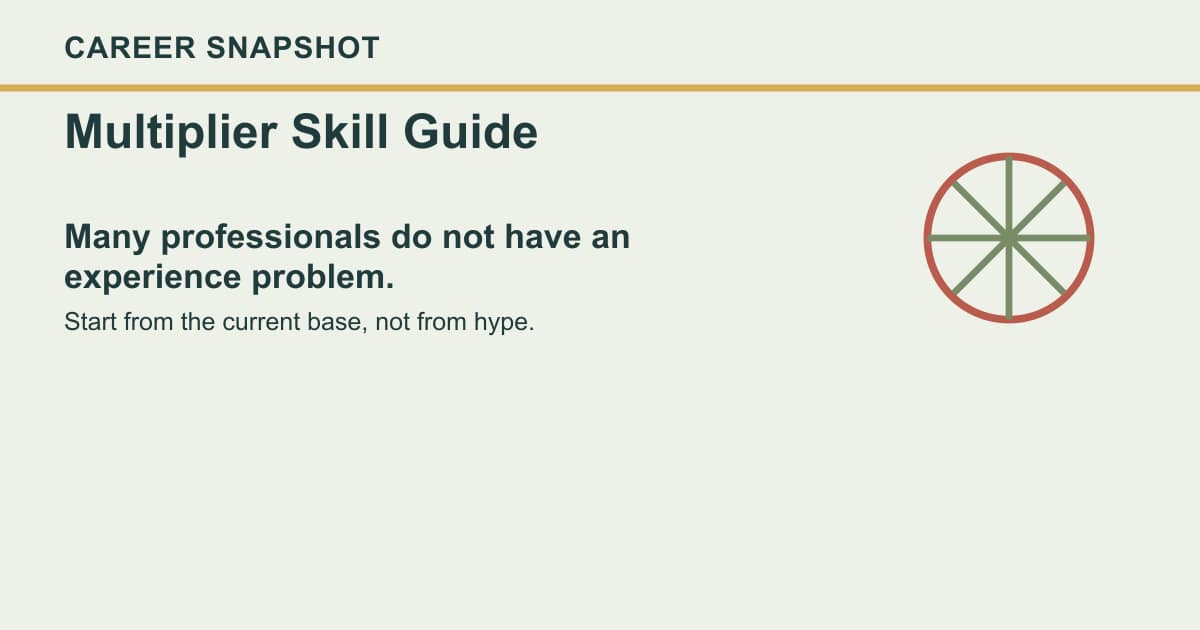 CAREER SNAPSHOT
Multiplier Skill Guide
Many professionals do not have an
experience problem.
Start from the current base, not from hype.